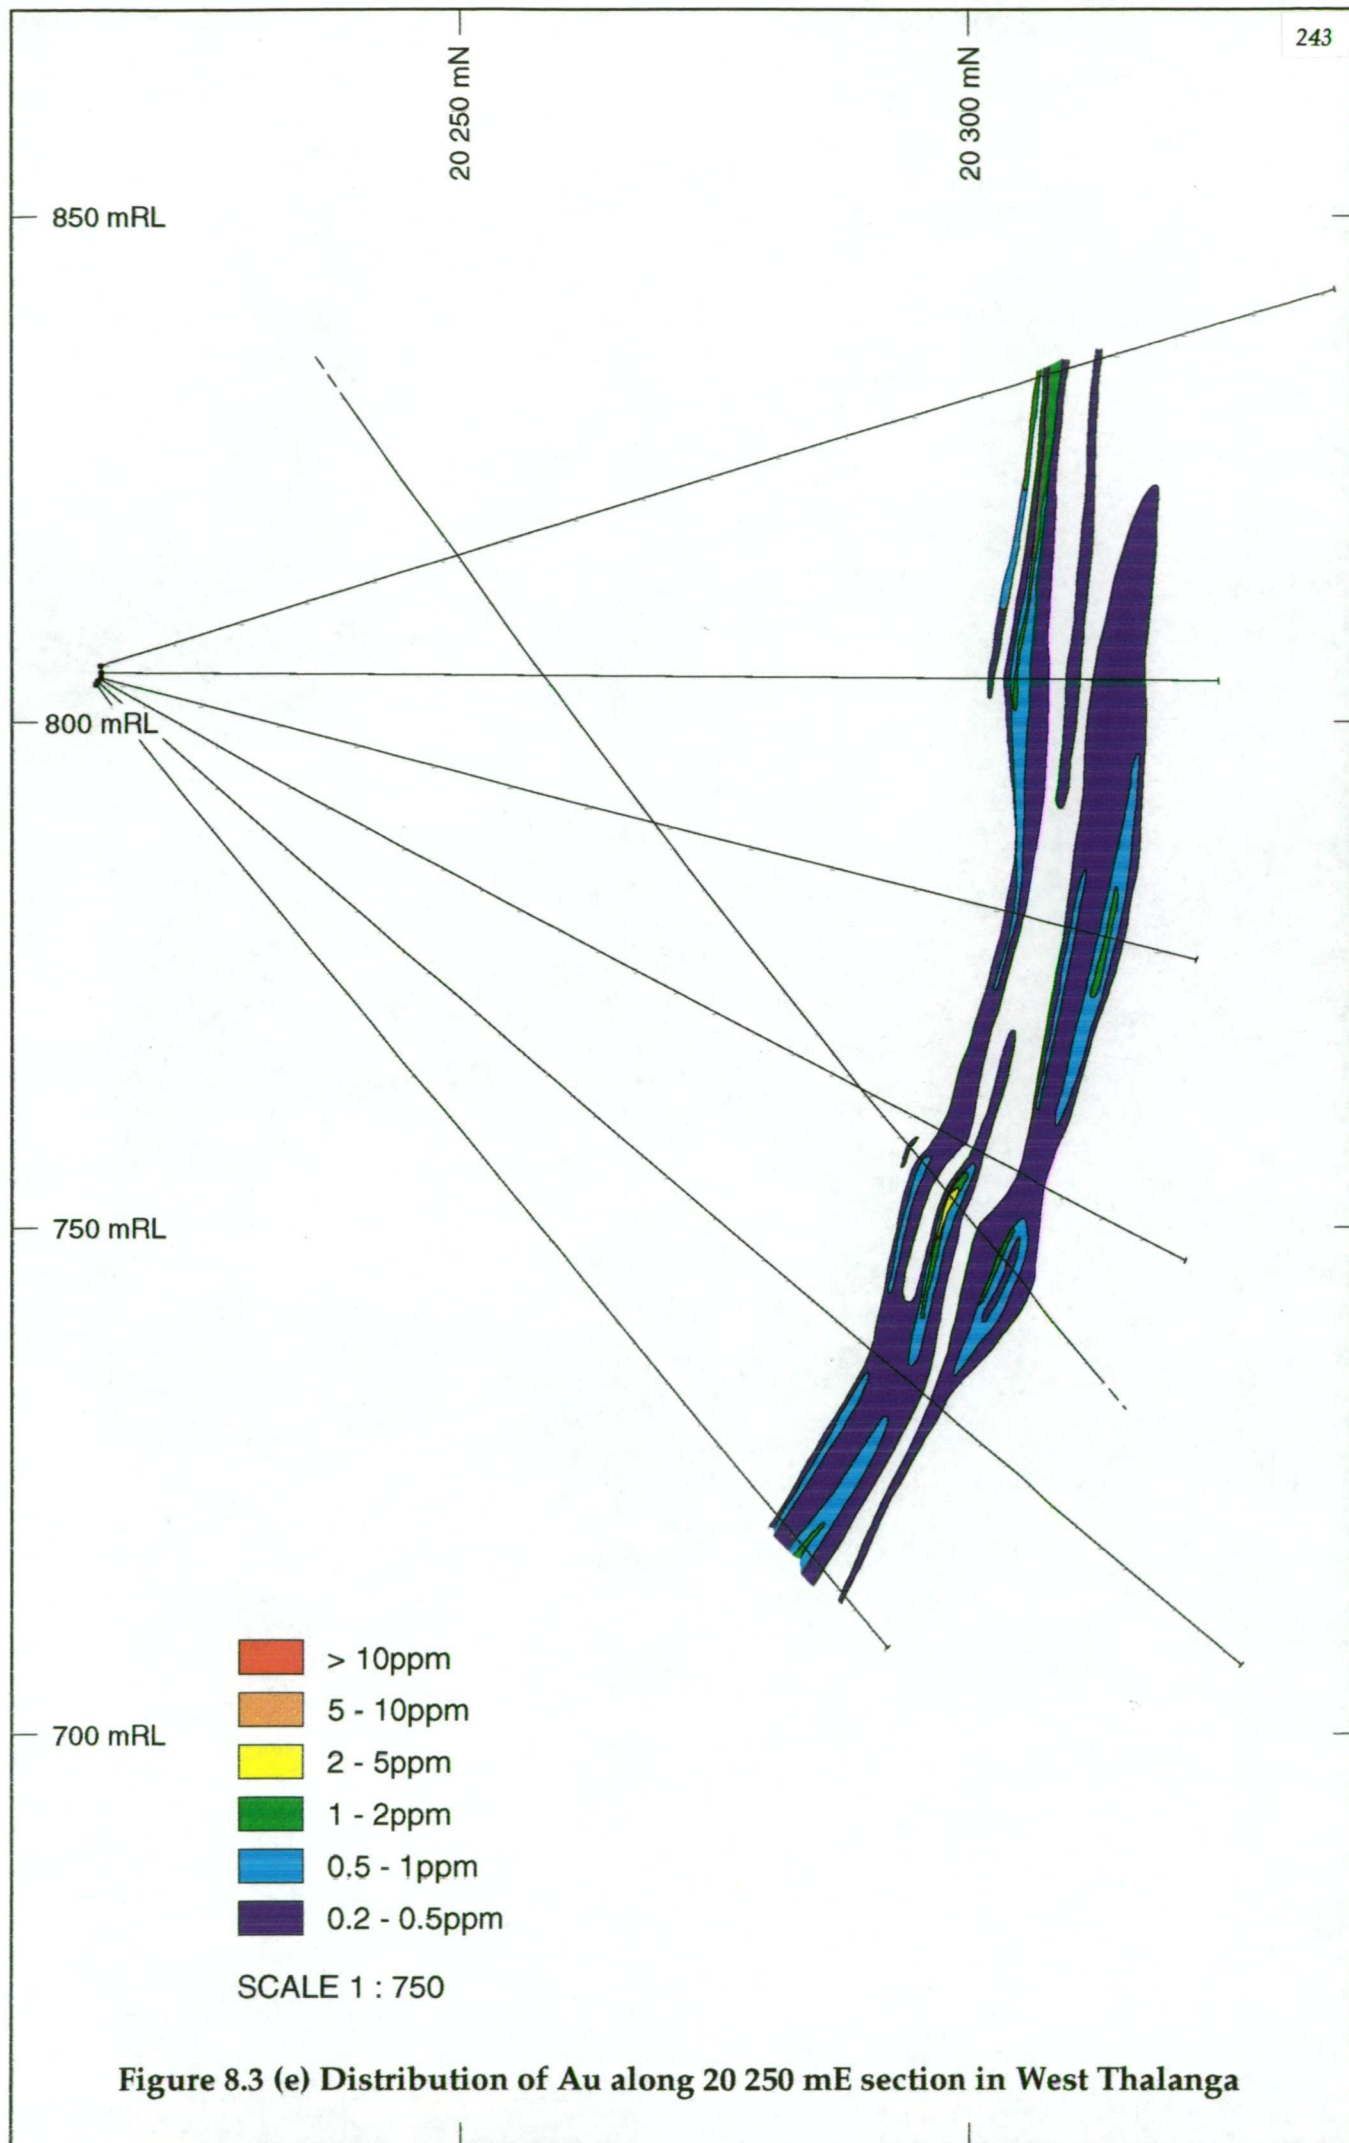 243
20 250 mN
20 300 mN
850 mRL
800 mRL
750 mRL
700 mRL
> 10ppm
5 - 10ppm
2 - 5ppm
1 - 2ppm
0.5 - 1ppm
0.2 - 0.5ppm
SCALE 1 : 750
Figure 8.3 (e) Distribution of Au along 20 250 mE section in West Thalanga